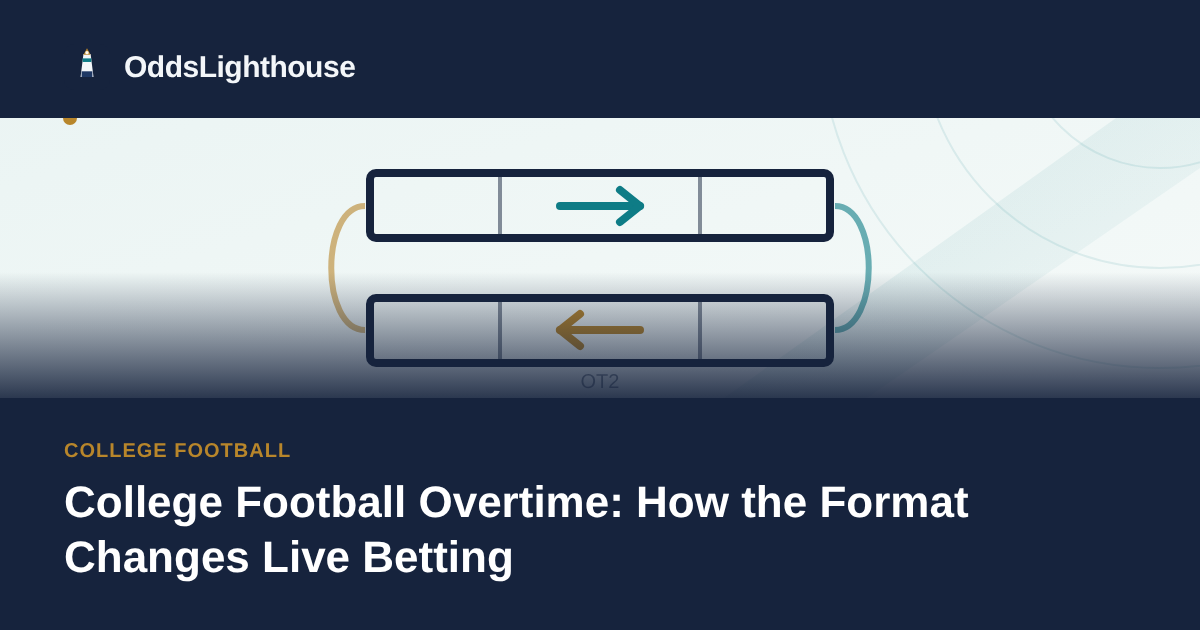 OddsLighthouse
OT2
COLLEGE FOOTBALL
College Football Overtime: How the Format
Changes Live Betting